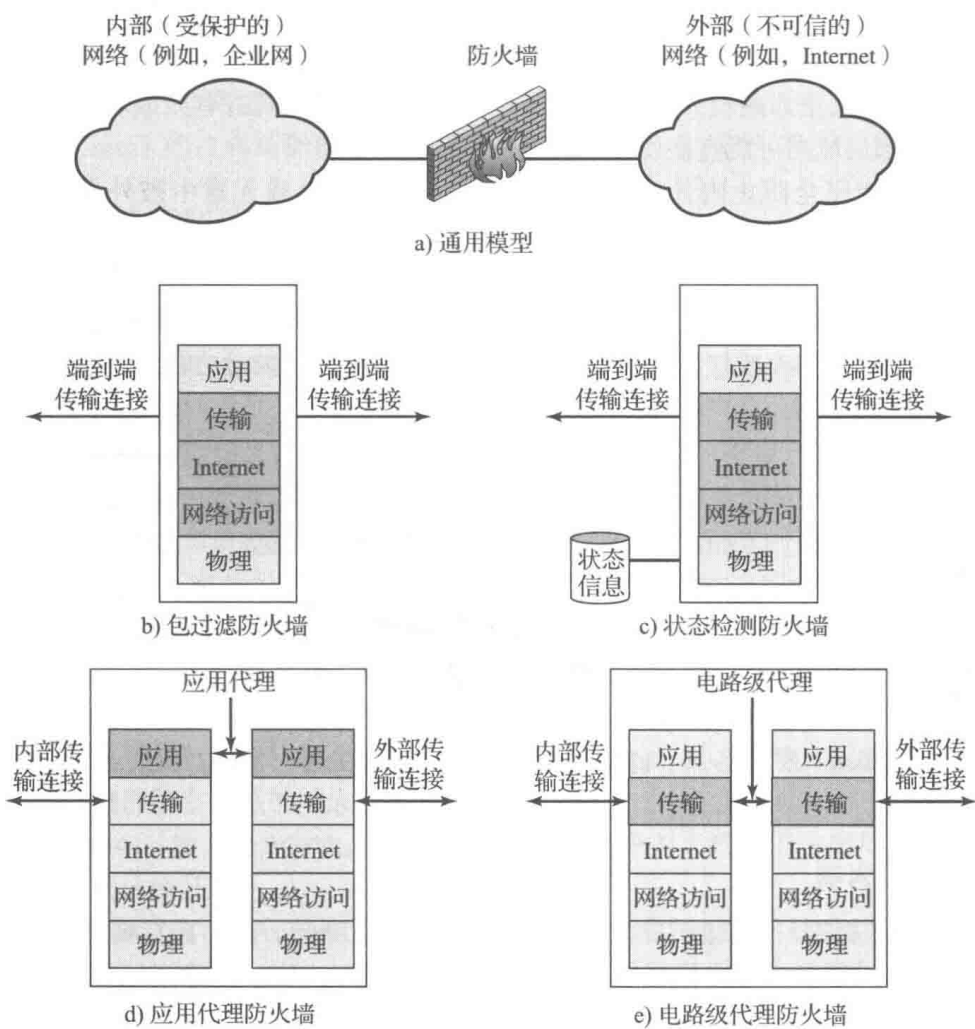 内部（受保护的）
网络（例如，企业网）
防火墙
外部（不可信的）
网络（例如，Internet）
a) 通用模型
端到端
传输连接
应用
传输
Internet
网络访问
物理
端到端
传输连接
b) 包过滤防火墙
端到端
传输连接
应用
传输
Internet
网络访问
物理
端到端
传输连接
状态
信息
c) 状态检测防火墙
应用代理
内部传
输连接
应用
传输
Internet
网络访问
物理
应用
传输
Internet
网络访问
物理
外部传
输连接
d) 应用代理防火墙
电路级代理
内部传
输连接
应用
传输
Internet
网络访问
物理
应用
传输
Internet
网络访问
物理
外部传
输连接
e) 电路级代理防火墙